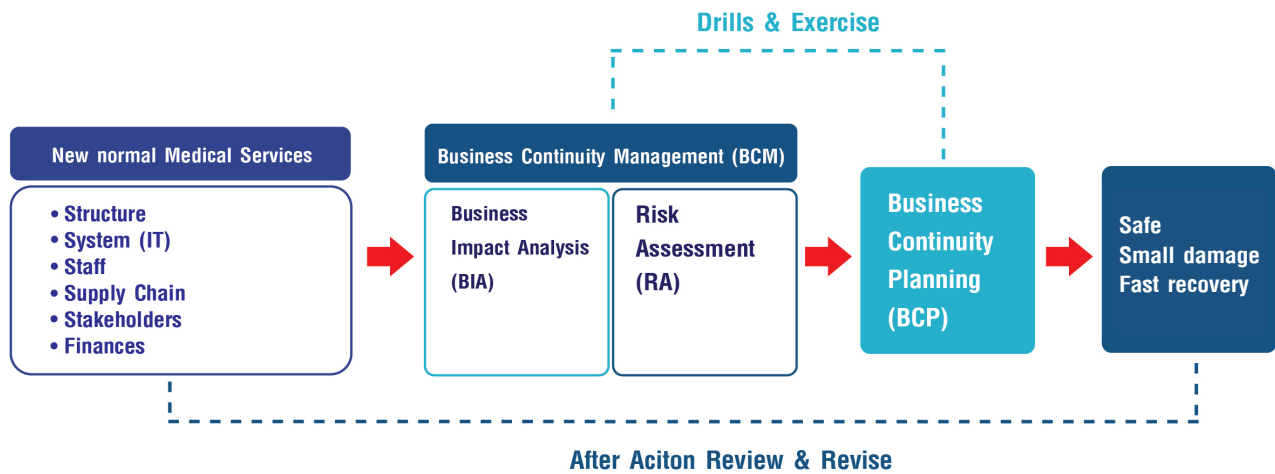 Drills & Exercise
New normal Medical Services
• Structure
• System (IT)
• Staff
• Supply Chain
• Stakeholders
• Finances
Business Continuity Management (BCM)
Business
Impact Analysis
(BIA)
Risk
Assessment
(RA)
Business
Continuity
Planning
(BCP)
Safe
Small damage
Fast recovery
After Aciton Review & Revise